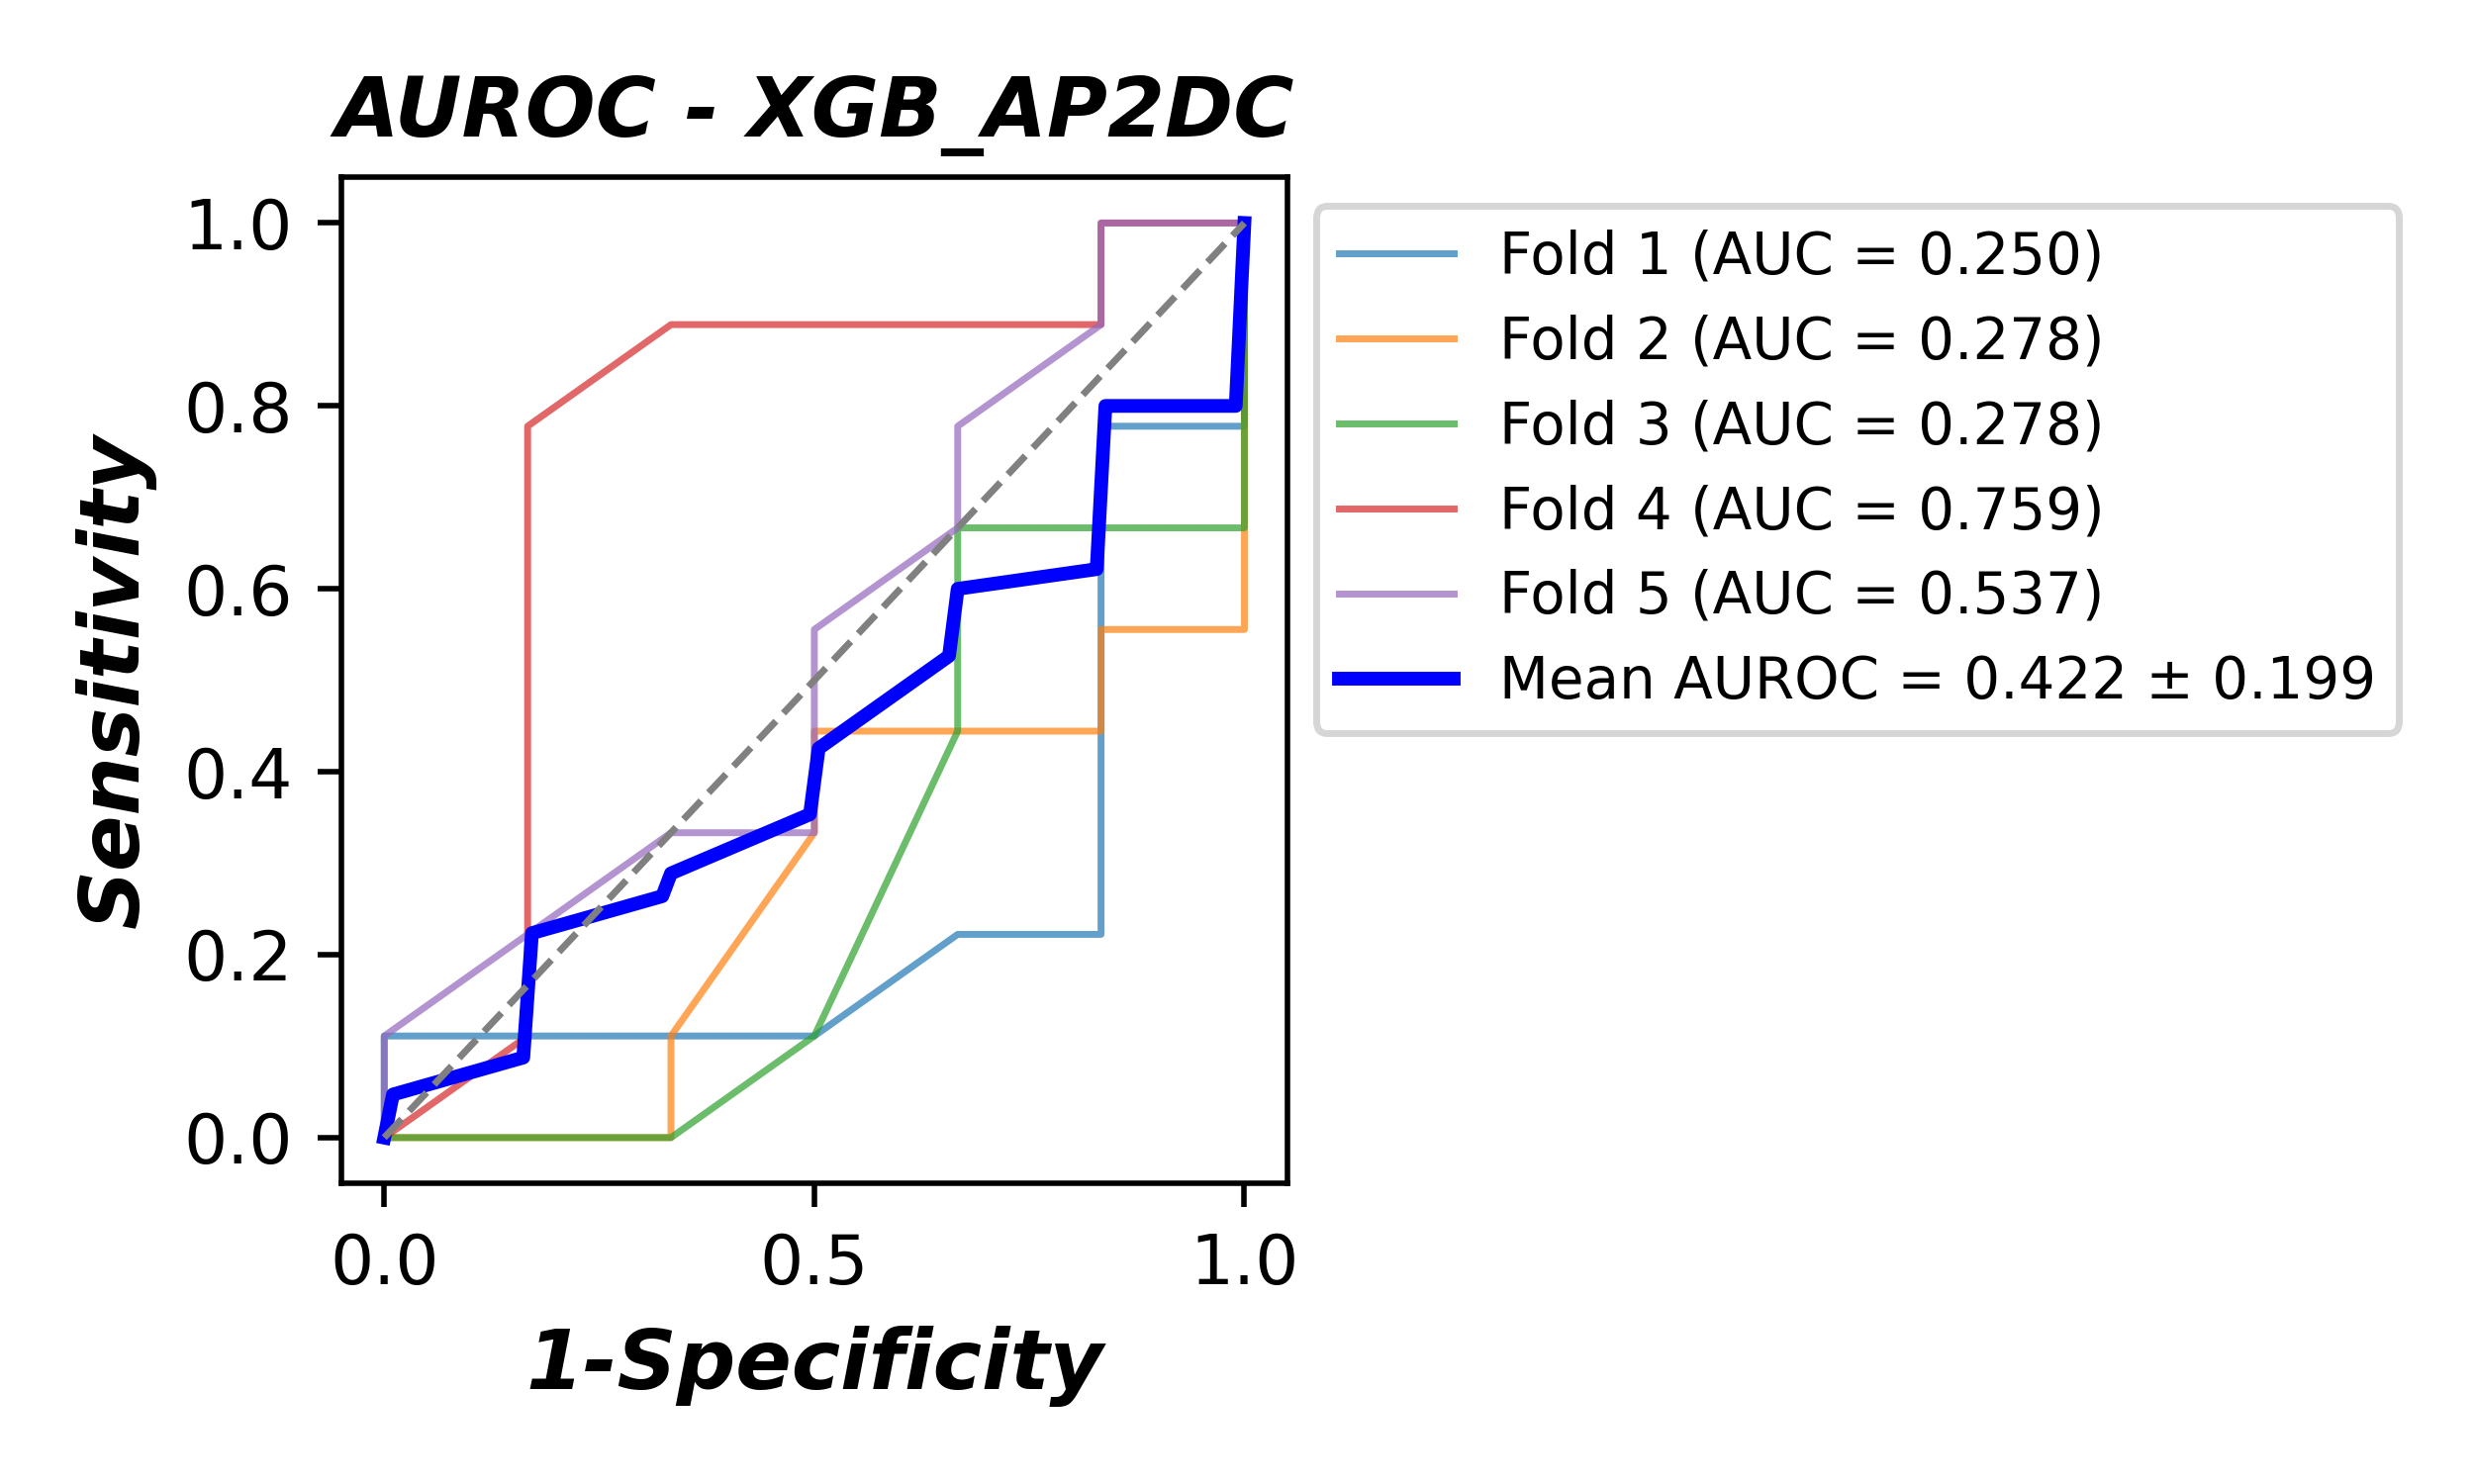 AUROC - XGB_AP2DC
Sensitivity
1.0
0.8
0.6
0.4
0.2
0.0
0.0 0.5 1.0
1-Specificity
Fold 1 (AUC = 0.250)
Fold 2 (AUC = 0.278)
Fold 3 (AUC = 0.278)
Fold 4 (AUC = 0.759)
Fold 5 (AUC = 0.537)
Mean AUROC = 0.422 ± 0.199